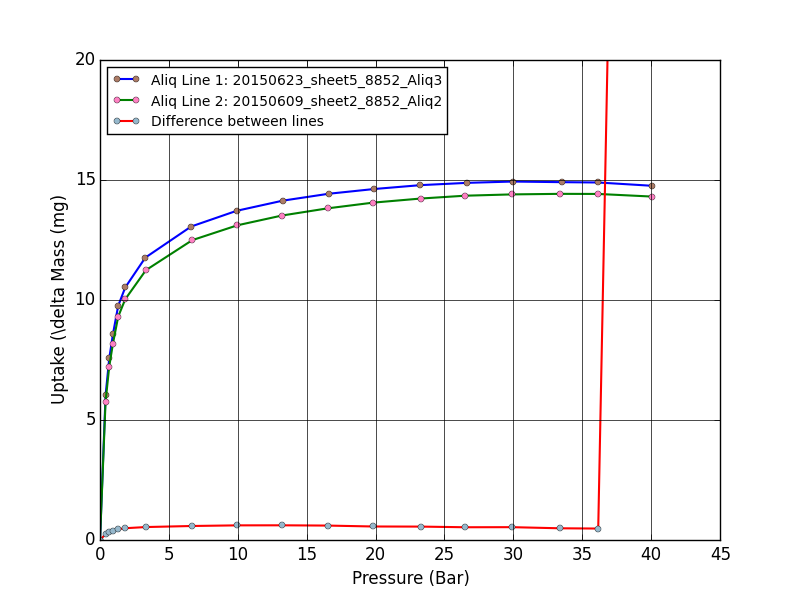 20
15
10
5
0
Uptake (\delta Mass (mg)
Aliq Line 1: 20150623_sheet5_8852_Aliq3
Aliq Line 2: 20150609_sheet2_8852_Aliq2
Difference between lines
0 5 10 15 20 25 30 35 40 45
Pressure (Bar)